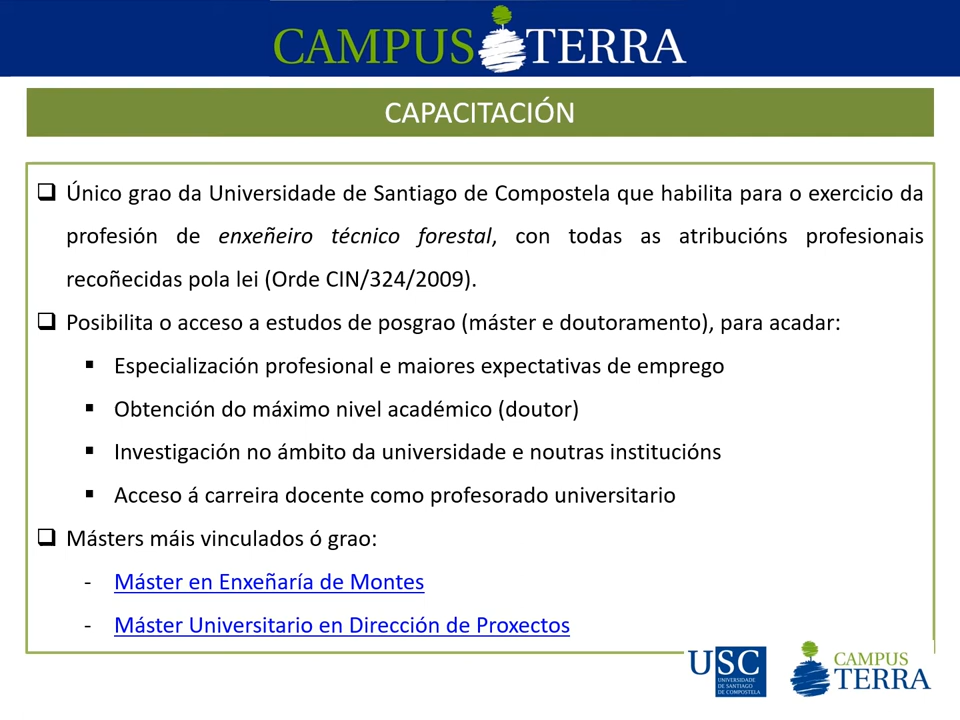 CAMPUS TERRA
CAPACITACIÓN
Único grao da Universidade de Santiago de Compostela que habilita para o exercicio da
profesión de enxeñeiro técnico forestal, con todas as atribucións profesionais
recoñecidas pola lei (Orde CIN/324/2009).
Posibilita o acceso a estudos de posgrao (máster e doutoramento), para acadar:
Especialización profesional e maiores expectativas de emprego
Obtención do máximo nivel académico (doutor)
Investigación no ámbito da universidade e noutras institucións
Acceso á carreira docente como profesorado universitario
Másters máis vinculados ó grao:
- Máster en Enxeñaría de Montes
- Máster Universitario en Dirección de Proxectos
USC
UNIVERSIDADE
DE SANTIAGO
DE COMPOSTELA
CAMPUS
TERRA